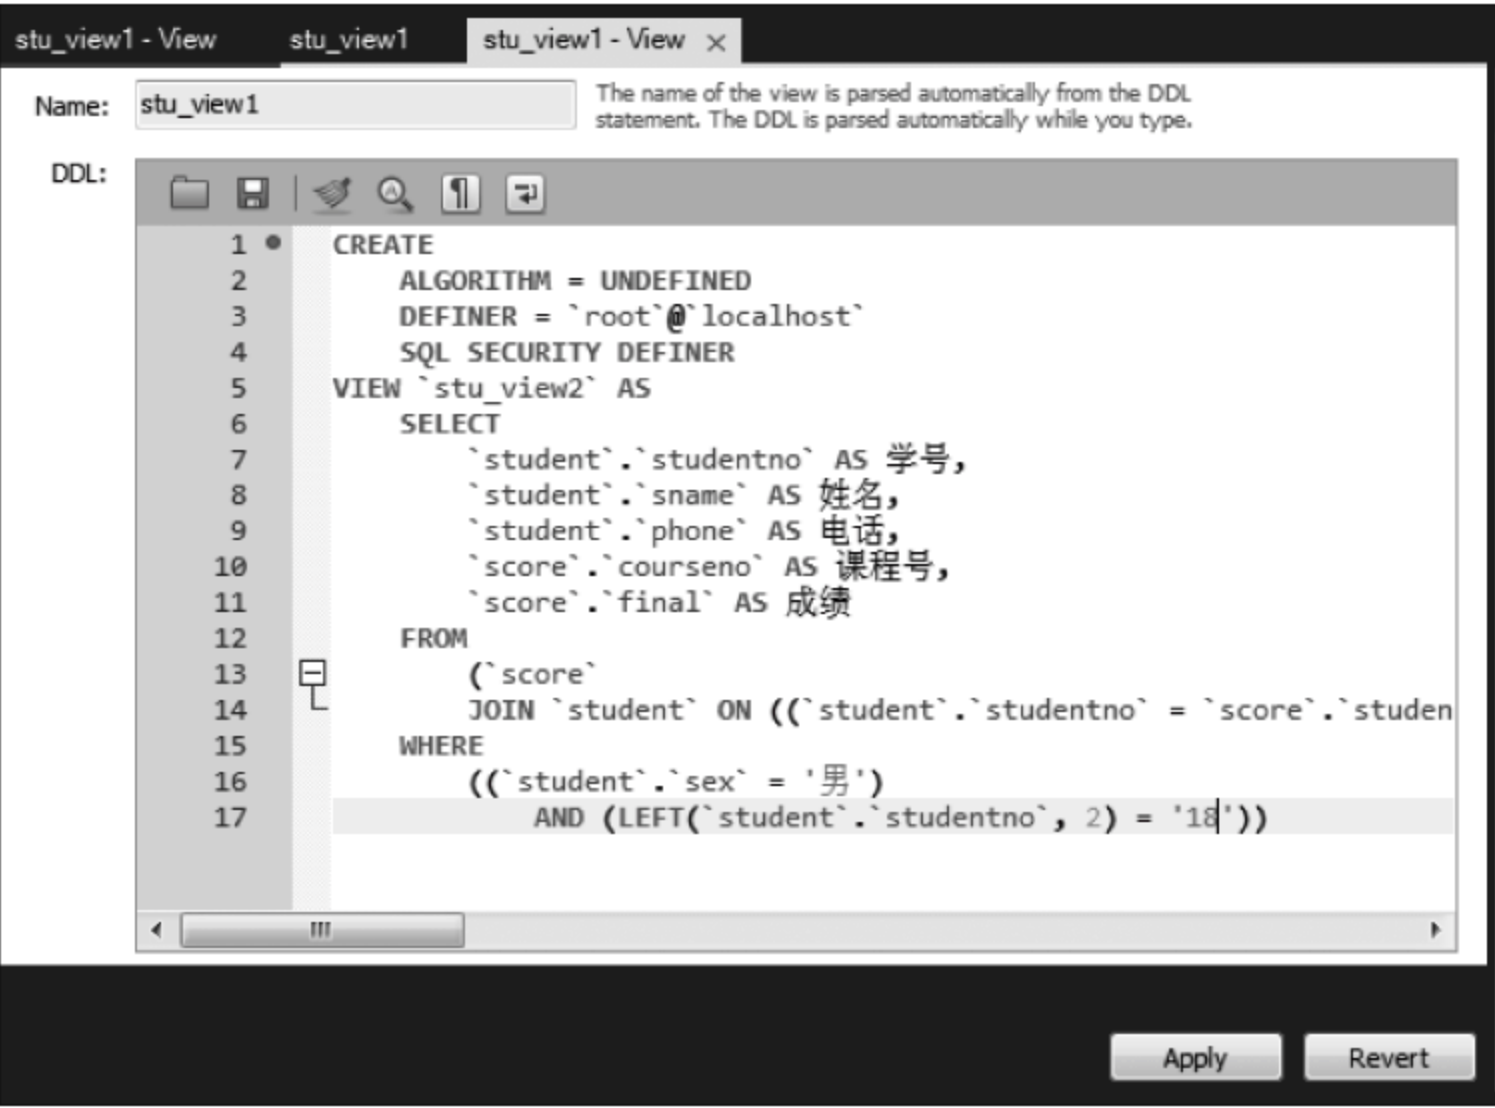 stu_view1 - View stu_view1 stu_view1 - View
Name: stu_view1 The name of the view is parsed automatically from the DDL
statement. The DDL is parsed automatically while you type.
DDL:
1 CREATE
2 ALGORITHM = UNDEFINED
3 DEFINER = `root`@`localhost`
4 SQL SECURITY DEFINER
5 VIEW `stu_view2` AS
6 SELECT
7 `student`.`studentno` AS 学号,
8 `student`.`sname` AS 姓名,
9 `student`.`phone` AS 电话,
10 `score`.`courseno` AS 课程号,
11 `score`.`final` AS 成绩
12 FROM
13 (`score`
14 JOIN `student` ON ((`student`.`studentno` = `score`.`studen
15 WHERE
16 ((`student`.`sex` = '男')
17 AND (LEFT(`student`.`studentno`, 2) = '18'))
Apply Revert